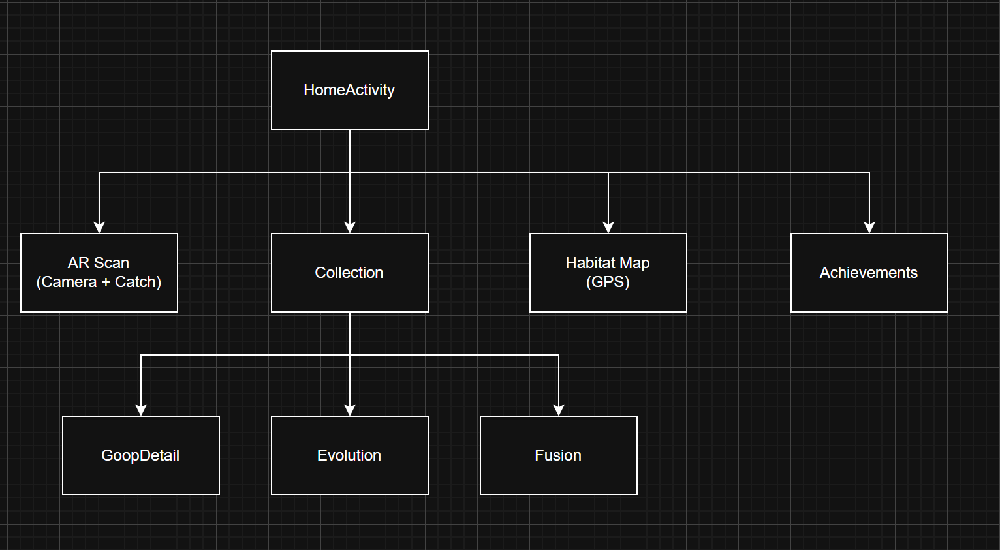 HomeActivity
AR Scan
(Camera + Catch)
Collection
Habitat Map
(GPS)
Achievements
GoopDetail
Evolution
Fusion